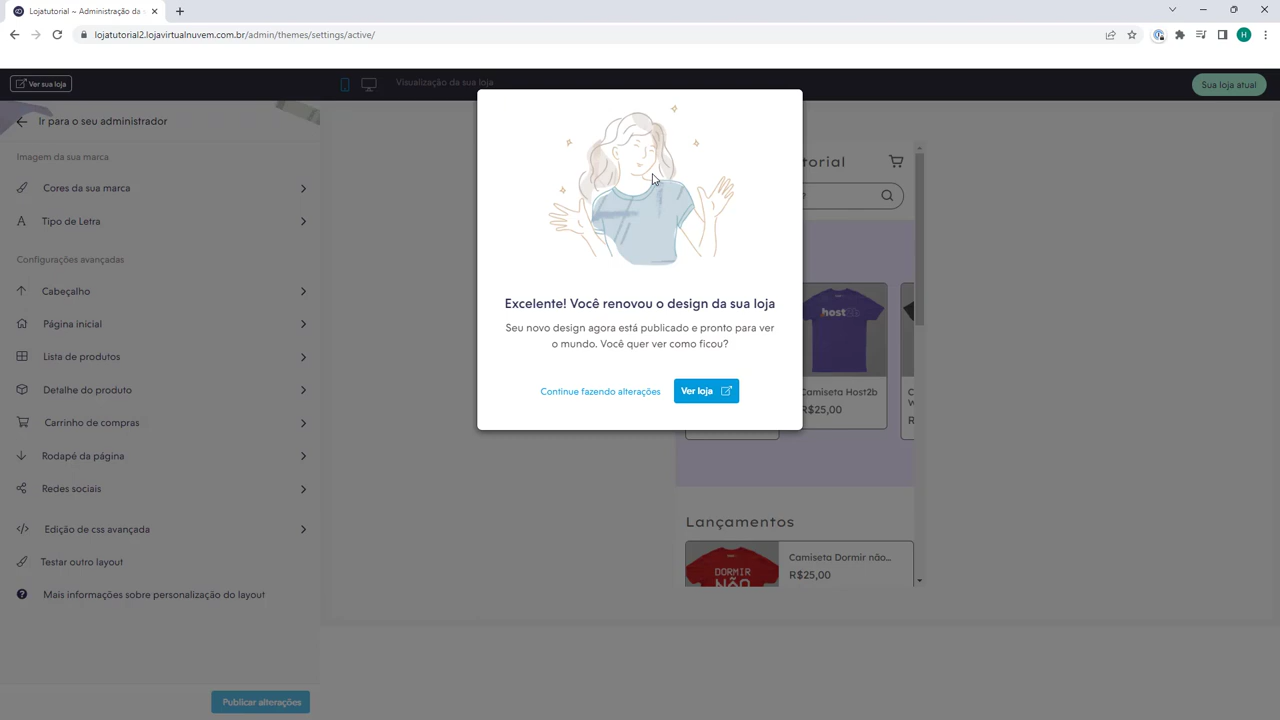 Lojatutorial ~ Administração da s
lojatutorial2.lojavirtualnuvem.com.br/admin/themes/settings/active/
H
Ver sua loja
Visualização da sua loja
Sua loja atual
Ir para o seu administrador
Imagem da sua marca
Cores da sua marca
Tipo de Letra
Configurações avançadas
Cabeçalho
Página inicial
Lista de produtos
Detalhe do produto
Carrinho de compras
Rodapé da página
Redes sociais
Edição de css avançada
Testar outro layout
Mais informações sobre personalização do layout
Publicar alterações
Excelente! Você renovou o design da sua loja
Seu novo design agora está publicado e pronto para ver
o mundo. Você quer ver como ficou?
Continue fazendo alterações
Ver loja
torial
host2b
Camiseta Host2b
R$25,00
Lançamentos
Camiseta Dormir não...
R$25,00
DORMIR
NÃO